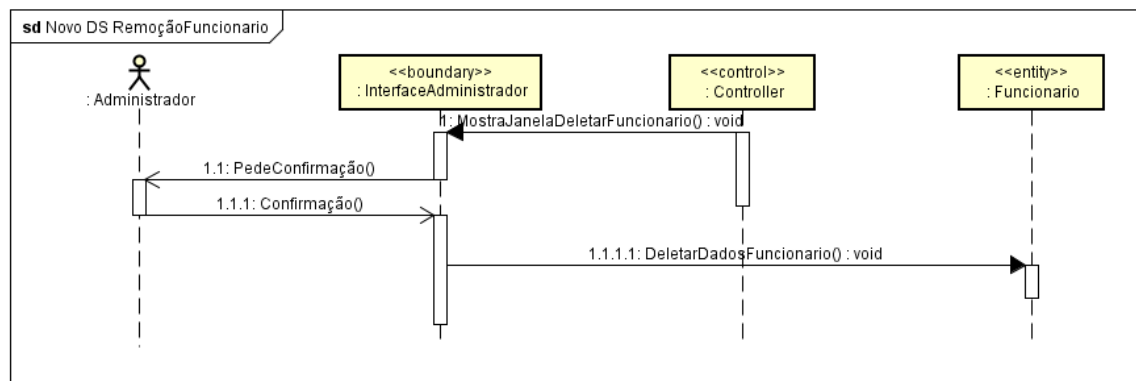 sd Novo DS RemoçãoFuncionario
<<boundary>>
: InterfaceAdministrador
<<control>>
: Controller
<<entity>>
: Funcionario
: Administrador
1: MostraJanelaDeletarFuncionario() : void
1.1: PedeConfirmação()
1.1.1: Confirmação()
1.1.1.1: DeletarDadosFuncionario() : void